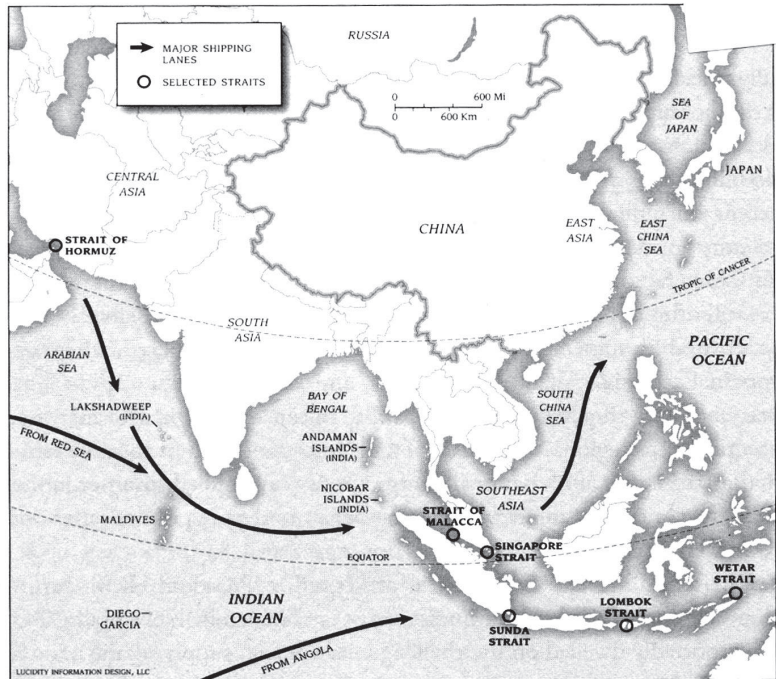 RUSSIA
MAJOR SHIPPING
LANES
SELECTED STRAITS
0 600 Mi
0 600 Km
SEA
OF
JAPAN
JAPAN
CENTRAL
ASIA
CHINA
EAST
ASIA
EAST
CHINA
SEA
STRAIT OF
HORMUZ
TROPIC OF CANCER
SOUTH
ASIA
PACIFIC
OCEAN
ARABIAN
SEA
LAKSHADWEEP
(INDIA)
BAY OF
BENGAL
SOUTH
CHINA
SEA
FROM RED SEA
ANDAMAN
ISLANDS
(INDIA)
NICOBAR
ISLANDS
(INDIA)
SOUTHEAST
ASIA
MALDIVES
STRAIT OF
MALACCA
SINGAPORE
STRAIT
EQUATOR
WETAR
STRAIT
DIEGO
GARCIA
INDIAN
OCEAN
LOMBOK
STRAIT
SUNDA
STRAIT
FROM ANGOLA
LUCIDITY INFORMATION DESIGN, LLC